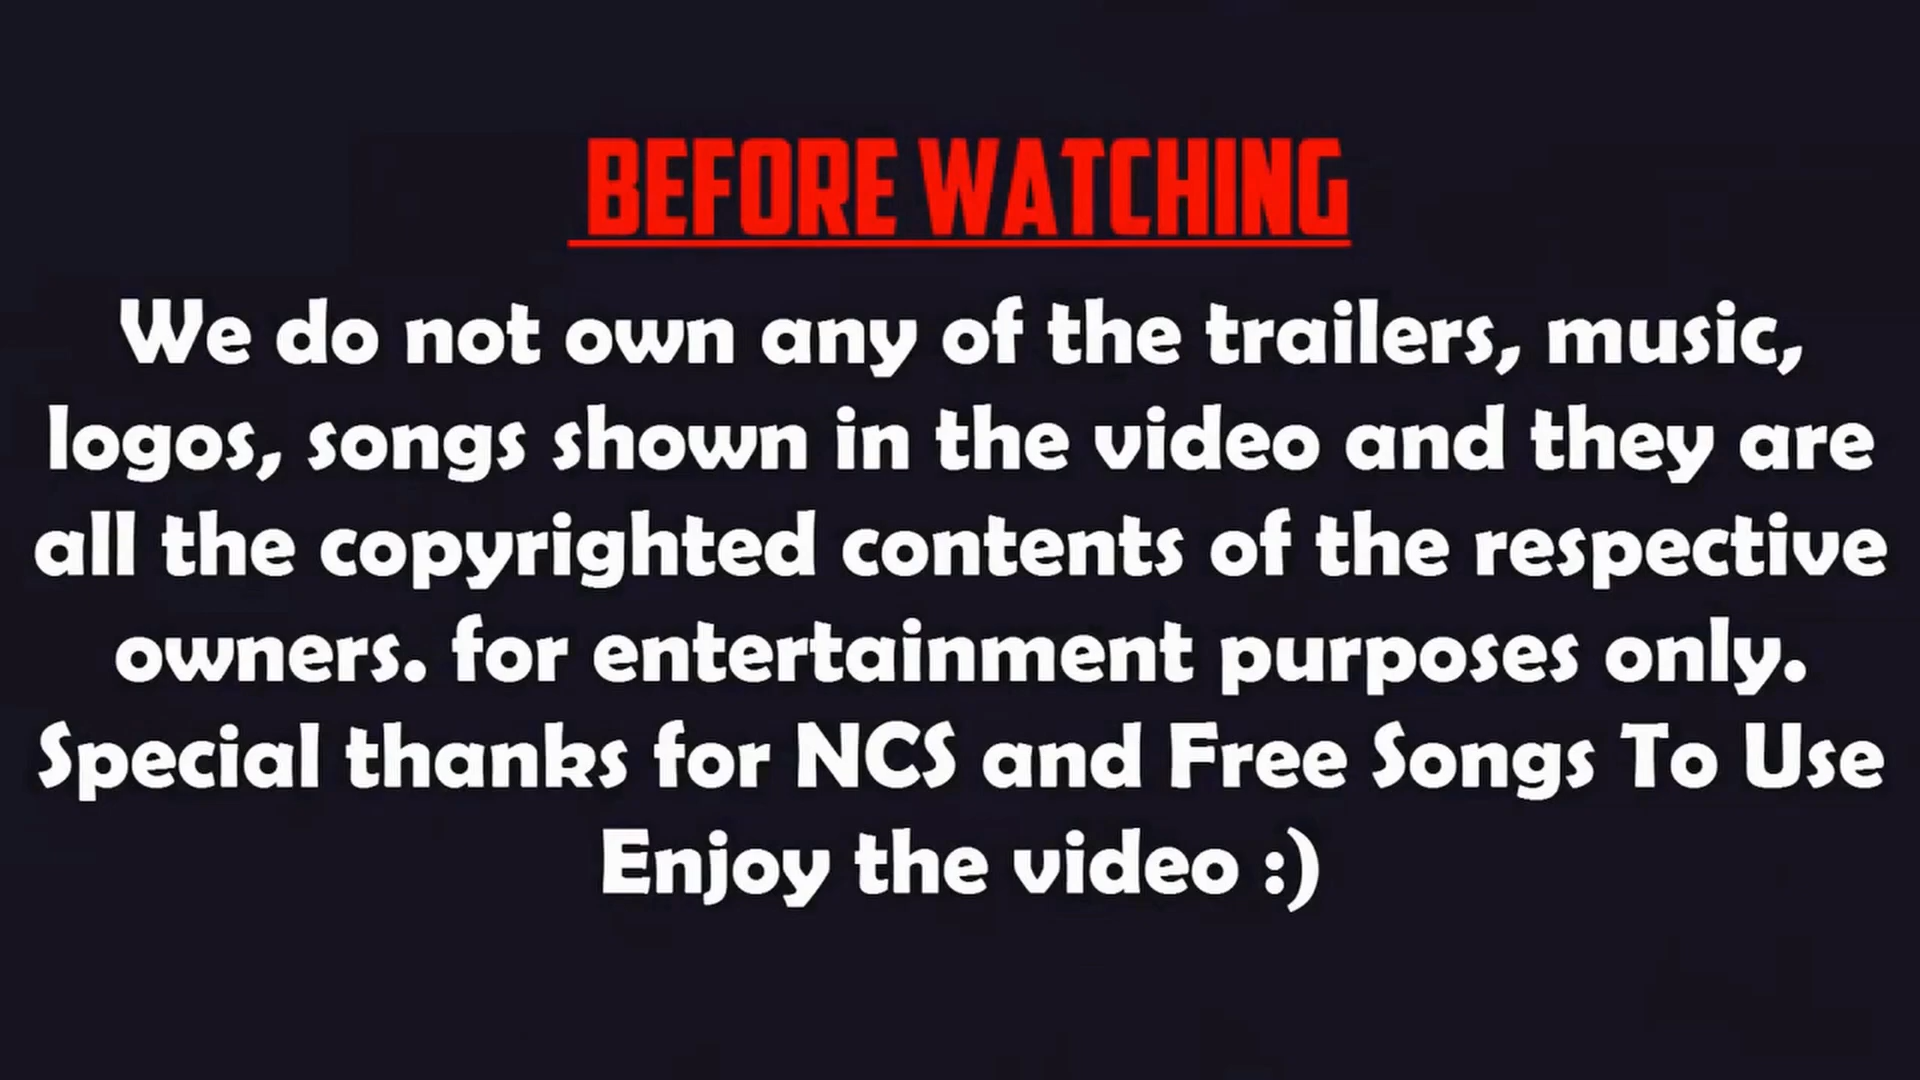 BEFORE WATCHING
We do not own any of the trailers, music,
logos, songs shown in the video and they are
all the copyrighted contents of the respective
owners. for entertainment purposes only.
Special thanks for NCS and Free Songs To Use
Enjoy the video :)